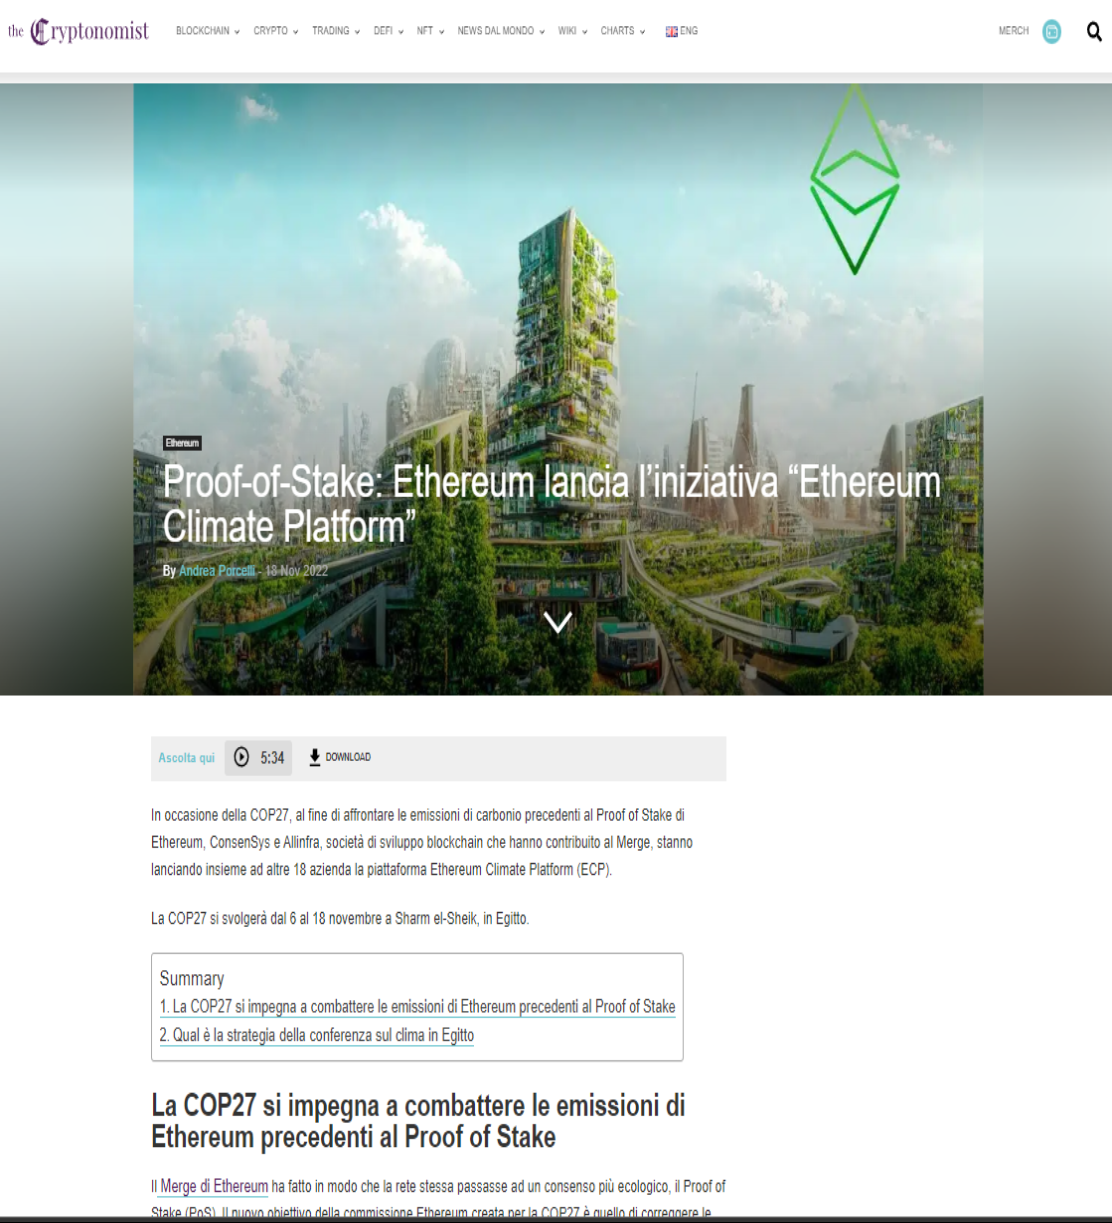 the Cryptonomist
BLOCKCHAIN CRYPTO TRADING DEFI NFT NEWS DAL MONDO WIKI CHARTS ENG MERCH
Ethereum
Proof-of-Stake: Ethereum lancia l’iniziativa “Ethereum
Climate Platform”
By Andrea Porcelli - 18 Nov 2022
Ascolta qui 5:34 DOWNLOAD
In occasione della COP27, al fine di affrontare le emissioni di carbonio precedenti al Proof of Stake di
Ethereum, ConsenSys e Allinfra, società di sviluppo blockchain che hanno contribuito al Merge, stanno
lanciando insieme ad altre 18 azienda la piattaforma Ethereum Climate Platform (ECP).
La COP27 si svolgerà dal 6 al 18 novembre a Sharm el-Sheik, in Egitto.
Summary
1. La COP27 si impegna a combattere le emissioni di Ethereum precedenti al Proof of Stake
2. Qual è la strategia della conferenza sul clima in Egitto
La COP27 si impegna a combattere le emissioni di
Ethereum precedenti al Proof of Stake
Il Merge di Ethereum ha fatto in modo che la rete stessa passasse ad un consenso più ecologico, il Proof of
Stake (PoS). Il nuovo obiettivo della commissione Ethereum creata per la COP27 è quello di correggere le